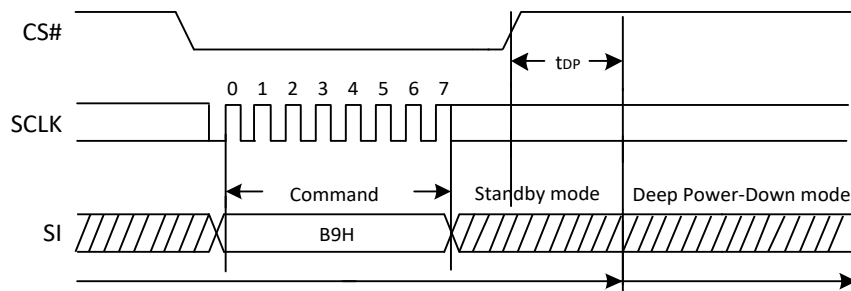 CS#
tDP
0 1 2 3 4 5 6 7
SCLK
Command
Standby mode
Deep Power-Down mode
SI
B9H